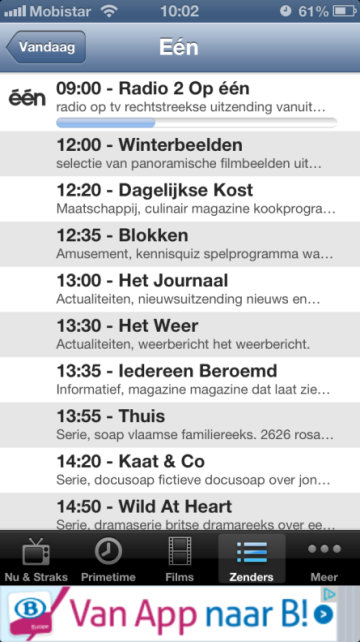 Mobistar 10:02 61%
Vandaag
Eén
één
09:00 - Radio 2 Op één
radio op tv rechtstreekse uitzending vanuit…
12:00 - Winterbeelden
selectie van panoramische filmbeelden uit…
12:20 - Dagelijkse Kost
Maatschappij, culinair magazine kookprogra…
12:35 - Blokken
Amusement, kennisquiz spelprogramma wa…
13:00 - Het Journaal
Actualiteiten, nieuwsuitzending nieuws en…
13:30 - Het Weer
Actualiteiten, weerbericht het weerbericht.
13:35 - Iedereen Beroemd
Informatief, magazine magazine dat laat zie…
13:55 - Thuis
Serie, soap vlaamse familiereeks. 2626 rosa…
14:20 - Kaat & Co
Serie, docusoap fictieve docusoap over jon…
14:50 - Wild At Heart
Serie, dramaserie britse dramareeks over ee…
Nu & Straks Primetime Films Zenders Meer
B
Europe
Van App naar B!